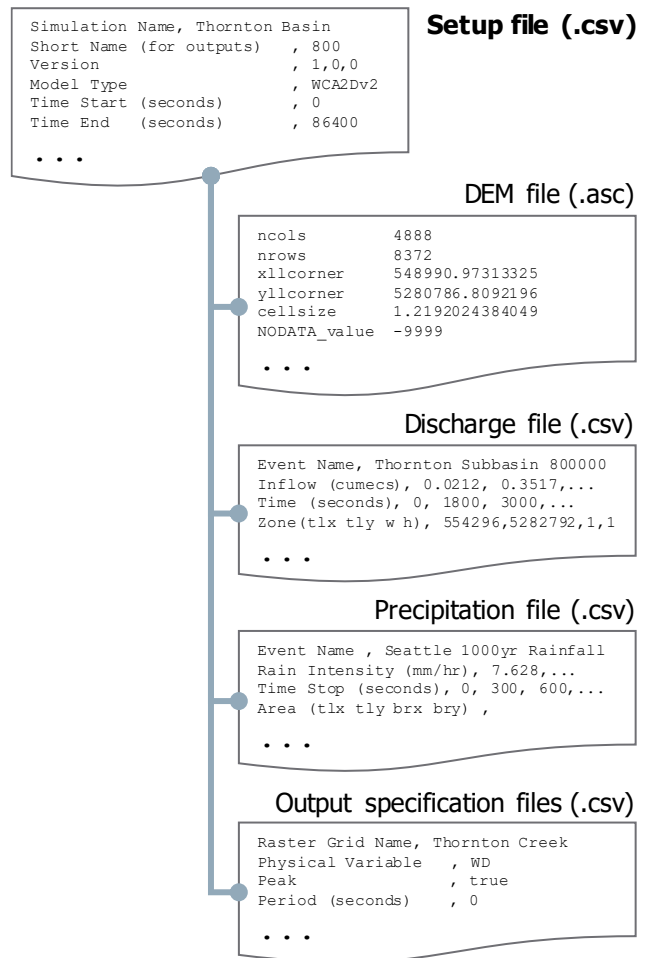 Setup file (.csv)
Simulation Name, Thornton Basin
Short Name (for outputs) , 800
Version , 1,0,0
Model Type , WCA2Dv2
Time Start (seconds) , 0
Time End (seconds) , 86400
...
DEM file (.asc)
ncols 4888
nrows 8372
xllcorner 548990.97313325
yllcorner 5280786.8092196
cellsize 1.2192024384049
NODATA_value -9999
...
Discharge file (.csv)
Event Name, Thornton Subbasin 800000
Inflow (cumecs), 0.0212, 0.3517,...
Time (seconds), 0, 1800, 3000,...
Zone(tlx tly w h), 554296,5282792,1,1
...
Precipitation file (.csv)
Event Name , Seattle 1000yr Rainfall
Rain Intensity (mm/hr), 7.628,...
Time Stop (seconds), 0, 300, 600,...
Area (tlx tly brx bry) ,
...
Output specification files (.csv)
Raster Grid Name, Thornton Creek
Physical Variable , WD
Peak , true
Period (seconds) , 0
...